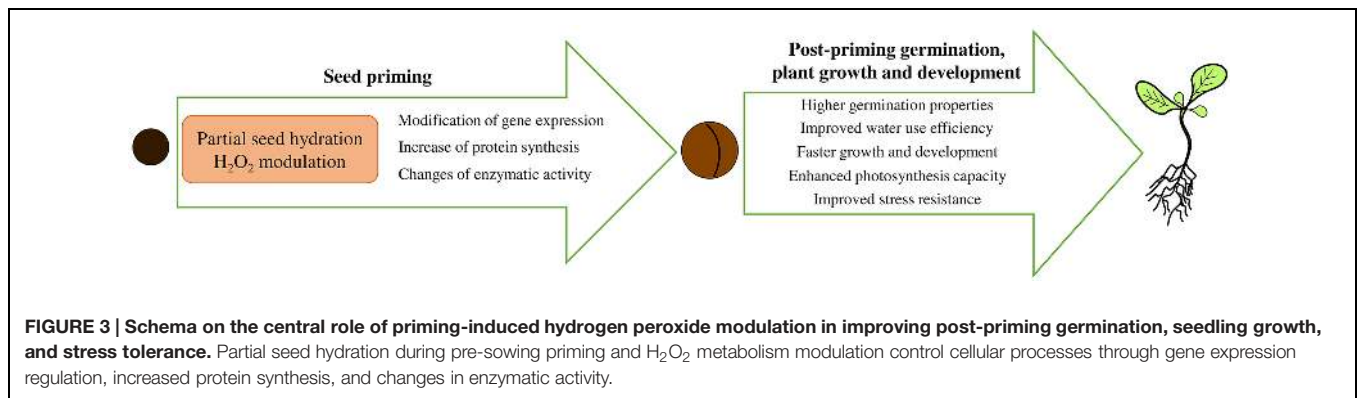 Seed priming
Partial seed hydration
H₂O₂ modulation
Modification of gene expression
Increase of protein synthesis
Changes of enzymatic activity
Post-priming germination,
plant growth and development
Higher germination properties
Improved water use efficiency
Faster growth and development
Enhanced photosynthesis capacity
Improved stress resistance
FIGURE 3 | Schema on the central role of priming-induced hydrogen peroxide modulation in improving post-priming germination, seedling growth,
and stress tolerance. Partial seed hydration during pre-sowing priming and H₂O₂ metabolism modulation control cellular processes through gene expression
regulation, increased protein synthesis, and changes in enzymatic activity.